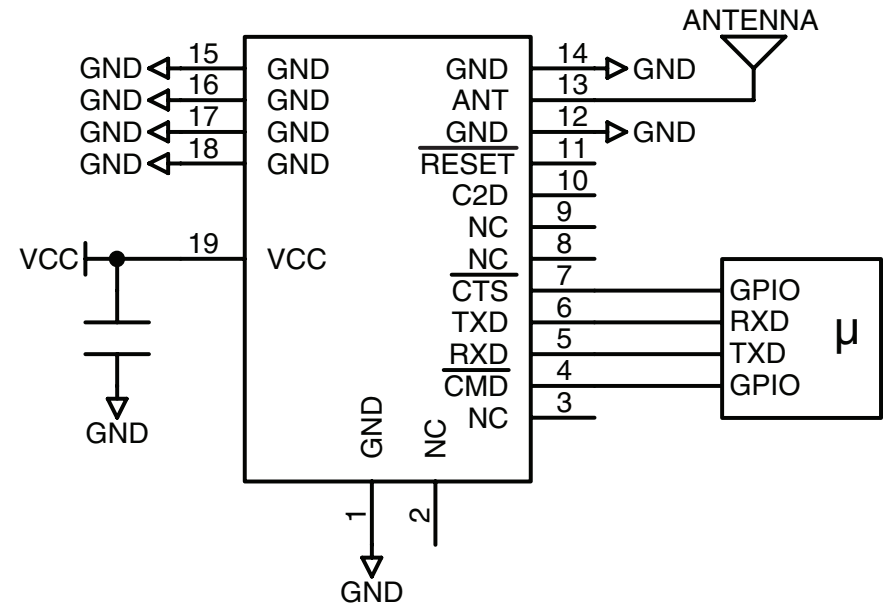 ANTENNA
GND 15 GND GND 14 GND
GND 16 GND ANT 13
GND 17 GND GND 12 GND
GND 18 GND RESET 11
C2D 10
NC 9
VCC 19 VCC NC 8
CTS 7 GPIO
TXD 6 RXD
RXD 5 TXD
CMD 4 GPIO
NC 3
µ
GND
GND NC
1 2
GND